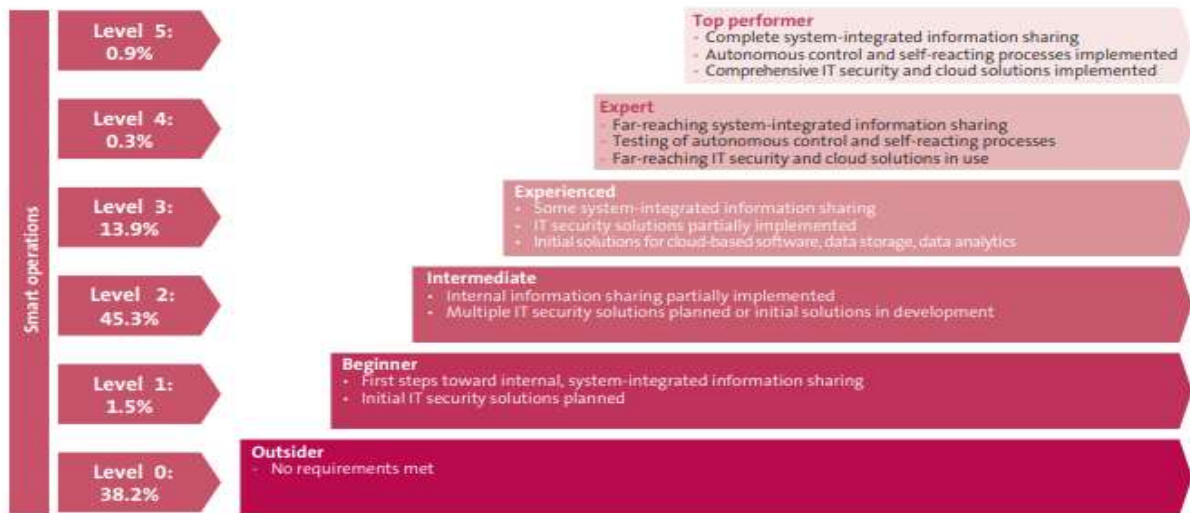 Smart operations
Level 5:
0.9%
Top performer
- Complete system-integrated information sharing
- Autonomous control and self-reacting processes implemented
- Comprehensive IT security and cloud solutions implemented
Level 4:
0.3%
Expert
- Far-reaching system-integrated information sharing
- Testing of autonomous control and self-reacting processes
- Far-reaching IT security and cloud solutions in use
Level 3:
13.9%
Experienced
• Some system-integrated information sharing
• IT security solutions partially implemented
• Initial solutions for cloud-based software, data storage, data analytics
Level 2:
45.3%
Intermediate
• Internal information sharing partially implemented
• Multiple IT security solutions planned or initial solutions in development
Level 1:
1.5%
Beginner
• First steps toward internal, system-integrated information sharing
• Initial IT security solutions planned
Level 0:
38.2%
Outsider
- No requirements met